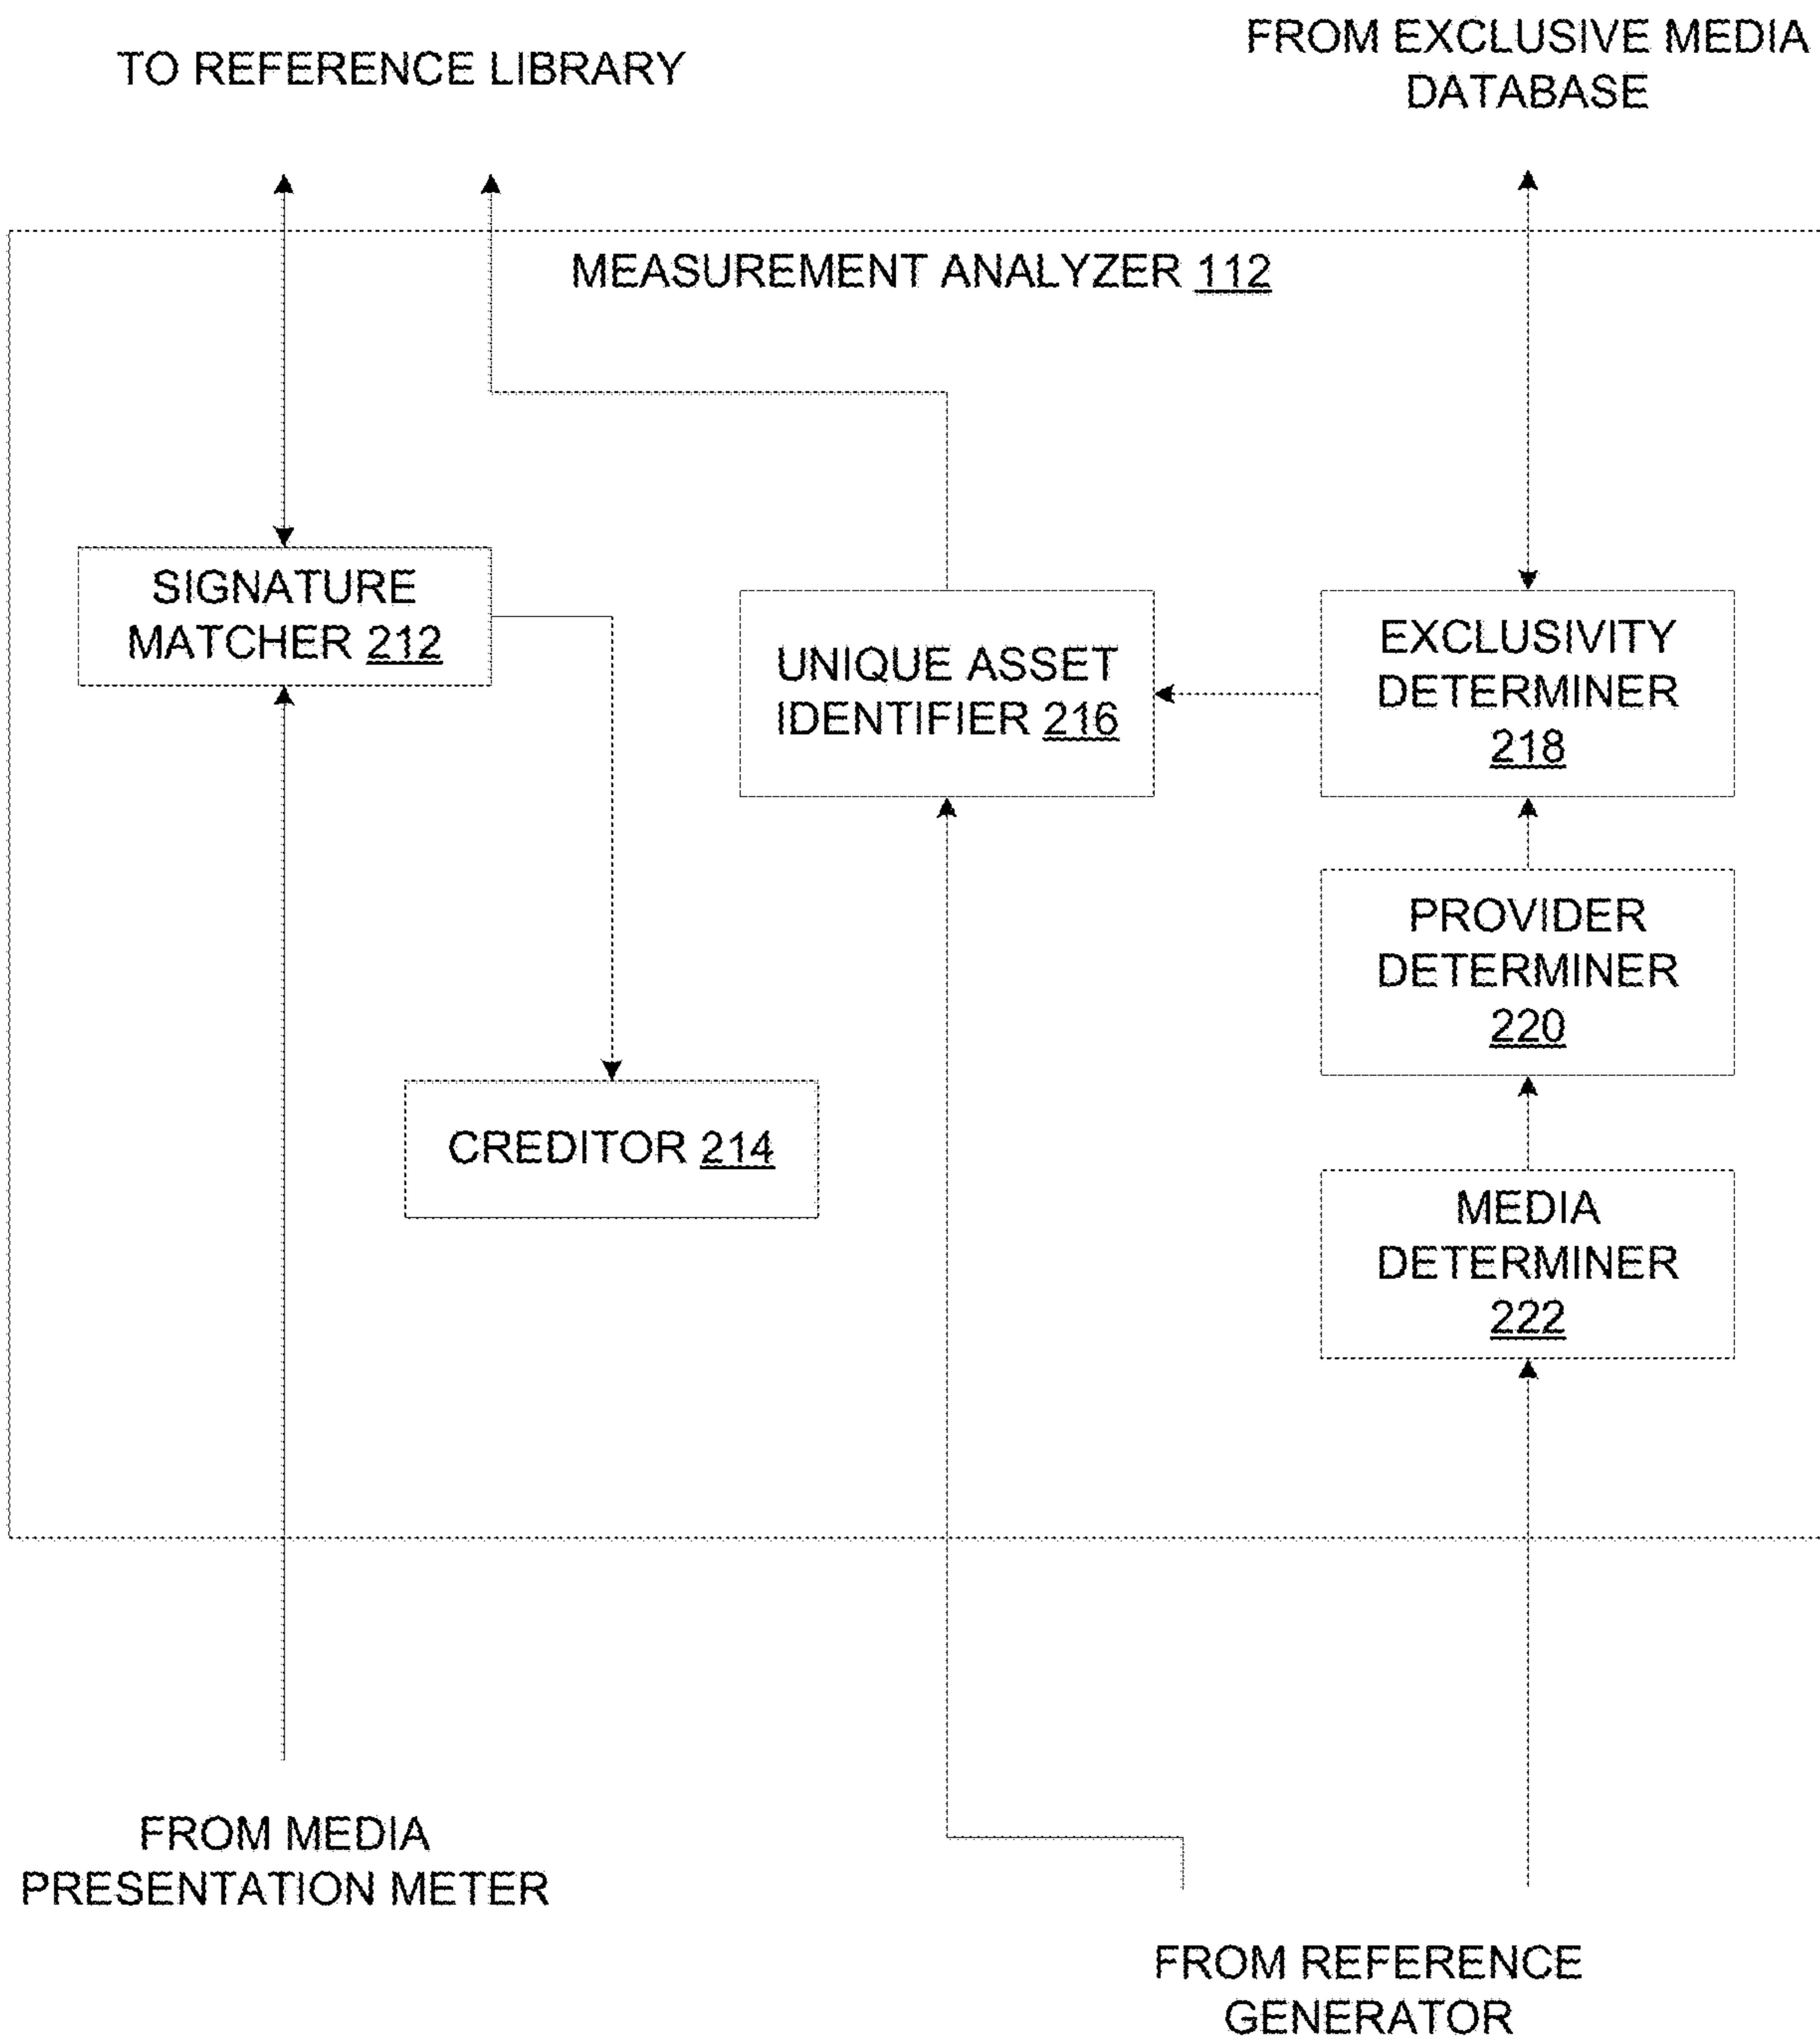 TO REFERENCE LIBRARY
FROM EXCLUSIVE MEDIA
DATABASE
MEASUREMENT ANALYZER 112
SIGNATURE
MATCHER 212
UNIQUE ASSET
IDENTIFIER 216
EXCLUSIVITY
DETERMINER
218
PROVIDER
DETERMINER
220
CREDITOR 214
MEDIA
DETERMINER
222
FROM MEDIA
PRESENTATION METER
FROM REFERENCE
GENERATOR